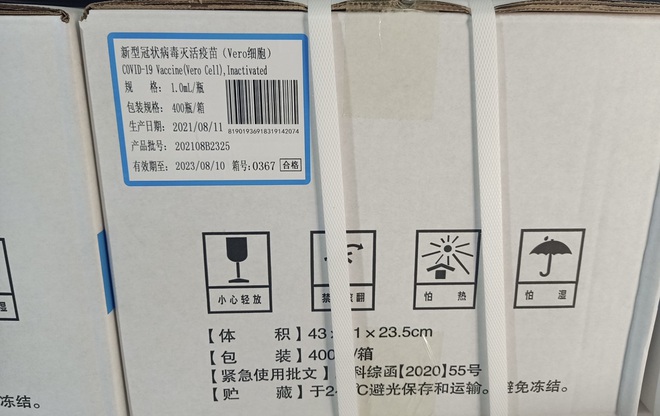 新型冠状病毒灭活疫苗（Vero细胞）
COVID-19 Vaccine(Vero Cell),Inactivated
规 格： 1.0mL/瓶
包装规格： 400瓶/箱
生产日期： 2021/08/11
81901936918319142074
产品批号： 202108B2325
有效期至： 2023/08/10 箱号:0367 合格
小心轻放
禁 翻
怕 热
怕 湿
湿
【体 积】43 1×23.5cm
【包 装】400 /箱
【紧急使用批文】 科综函【2020】55号
【贮 藏】于2- ℃避光保存和运输。 避免冻结。
冻结。